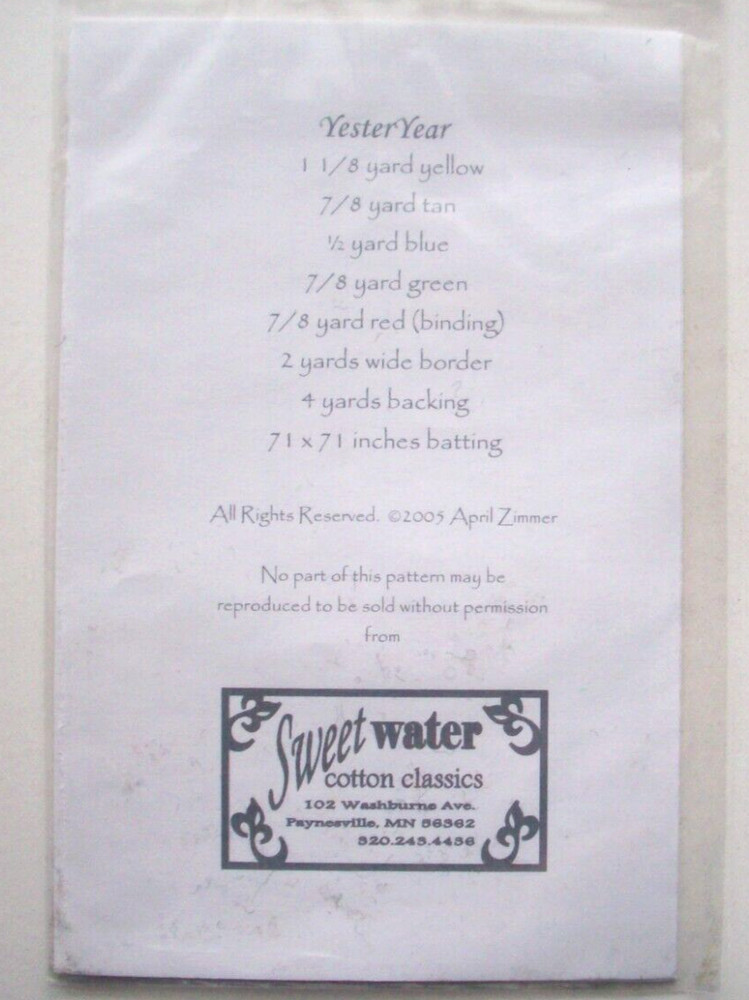 YesterYear
1 1/8 yard yellow
7/8 yard tan
½ yard blue
7/8 yard green
7/8 yard red (binding)
2 yards wide border
4 yards backing
71 x 71 inches batting
All Rights Reserved. ©2005 April Zimmer
No part of this pattern may be
reproduced to be sold without permission
from
Sweetwater
cotton classics
102 Washburne Ave.
Paynesville, MN 56362
320.243.4436